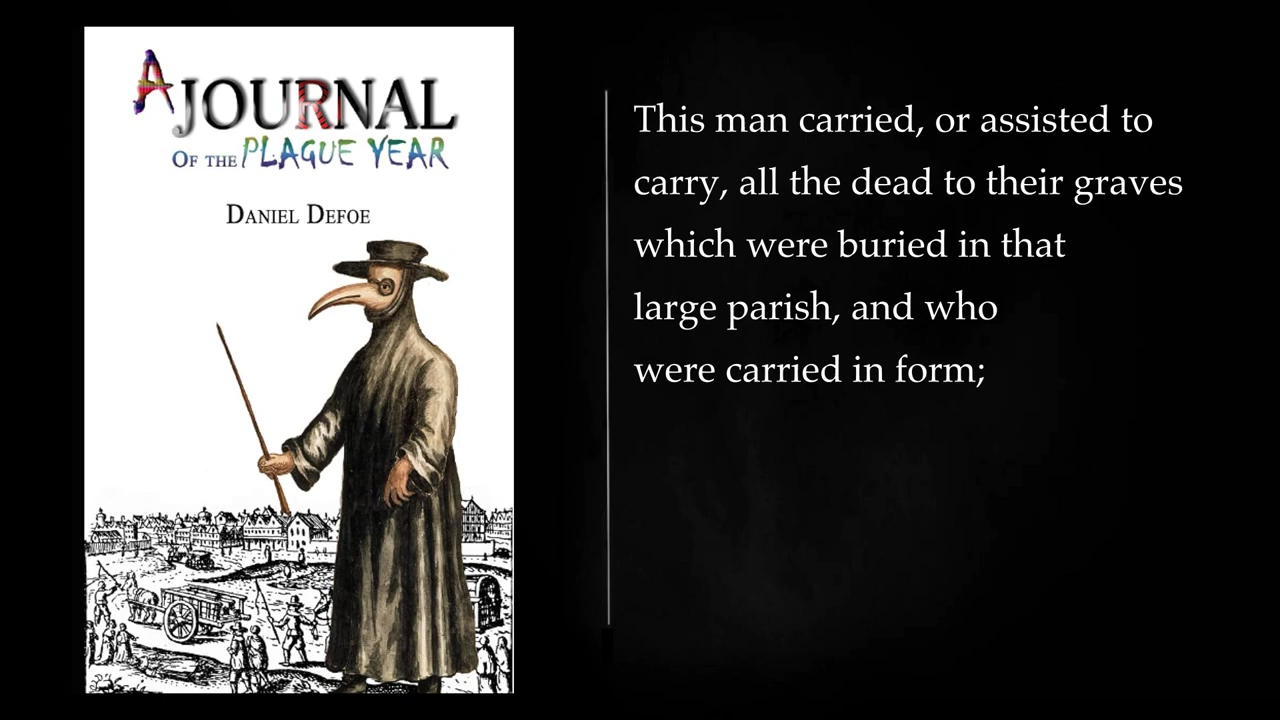 A JOURNAL
OF THE PLAGUE YEAR
DANIEL DEFOE
This man carried, or assisted to
carry, all the dead to their graves
which were buried in that
large parish, and who
were carried in form;